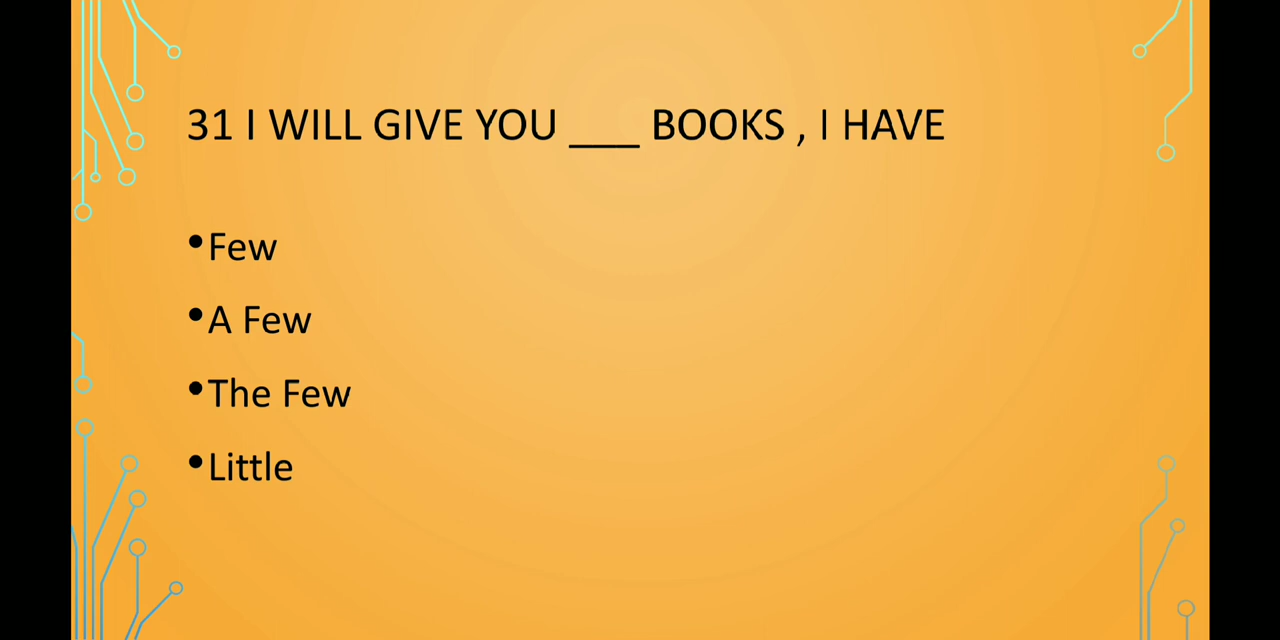 31 I WILL GIVE YOU ___ BOOKS , I HAVE
•Few
•A Few
•The Few
•Little